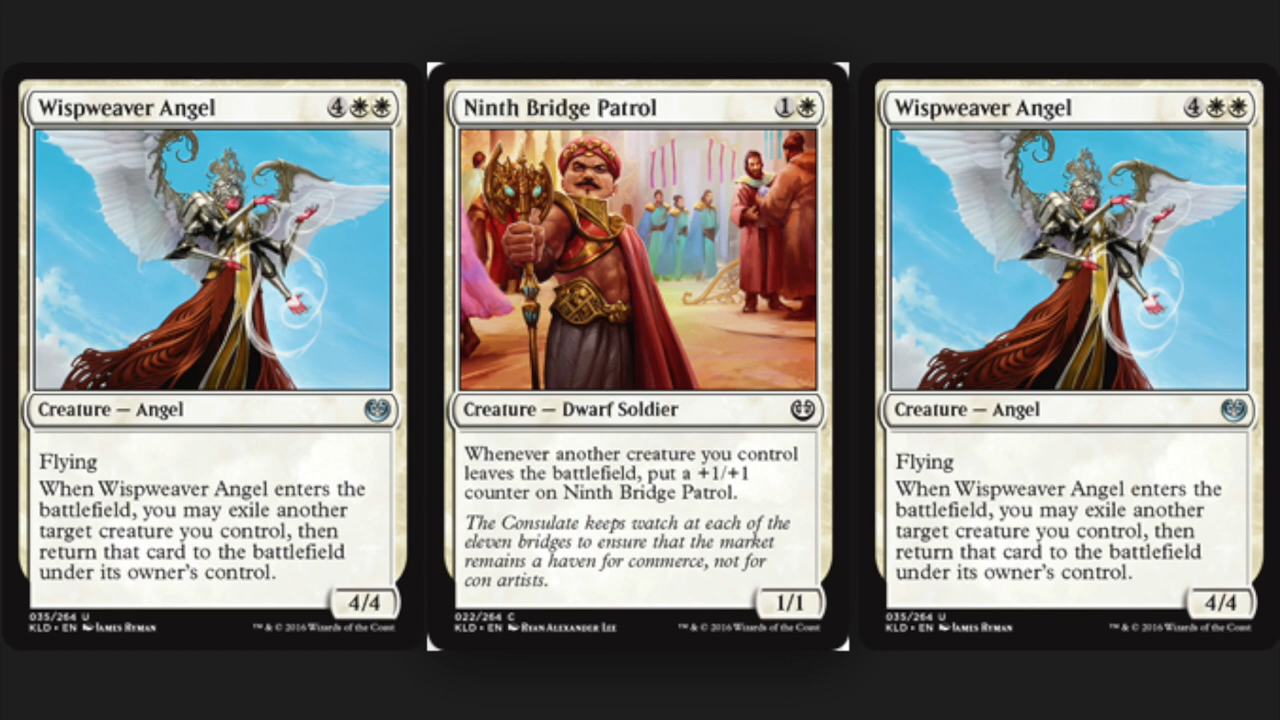 Wispweaver Angel 4
Creature — Angel
Flying
When Wispweaver Angel enters the
battlefield, you may exile another
target creature you control, then
return that card to the battlefield
under its owner's control.
4/4
035/264 U
KLD • EN James Ryman
™ & © 2016 Wizards of the Coast
Ninth Bridge Patrol 1
Creature — Dwarf Soldier
Whenever another creature you control
leaves the battlefield, put a +1/+1
counter on Ninth Bridge Patrol.
The Consulate keeps watch at each of the
eleven bridges to ensure that the market
remains a haven for commerce, not for
con artists.
1/1
022/264 C
KLD • EN Ryan Alexander Lee
™ & © 2016 Wizards of the Coast
Wispweaver Angel 4
Creature — Angel
Flying
When Wispweaver Angel enters the
battlefield, you may exile another
target creature you control, then
return that card to the battlefield
under its owner's control.
4/4
035/264 U
KLD • EN James Ryman
™ & © 2016 Wizards of the Coast